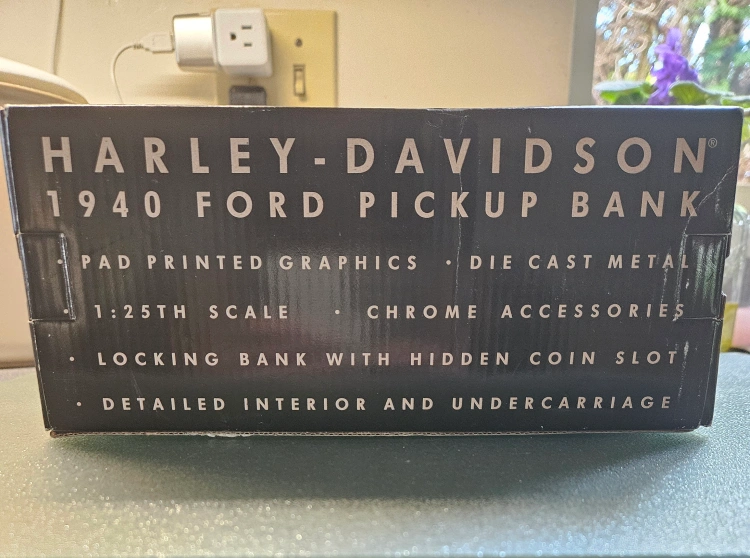 HARLEY-DAVIDSON®
1940 FORD PICKUP BANK
• PAD PRINTED GRAPHICS • DIE CAST METAL
• 1:25TH SCALE • CHROME ACCESSORIES
• LOCKING BANK WITH HIDDEN COIN SLOT
• DETAILED INTERIOR AND UNDERCARRIAGE